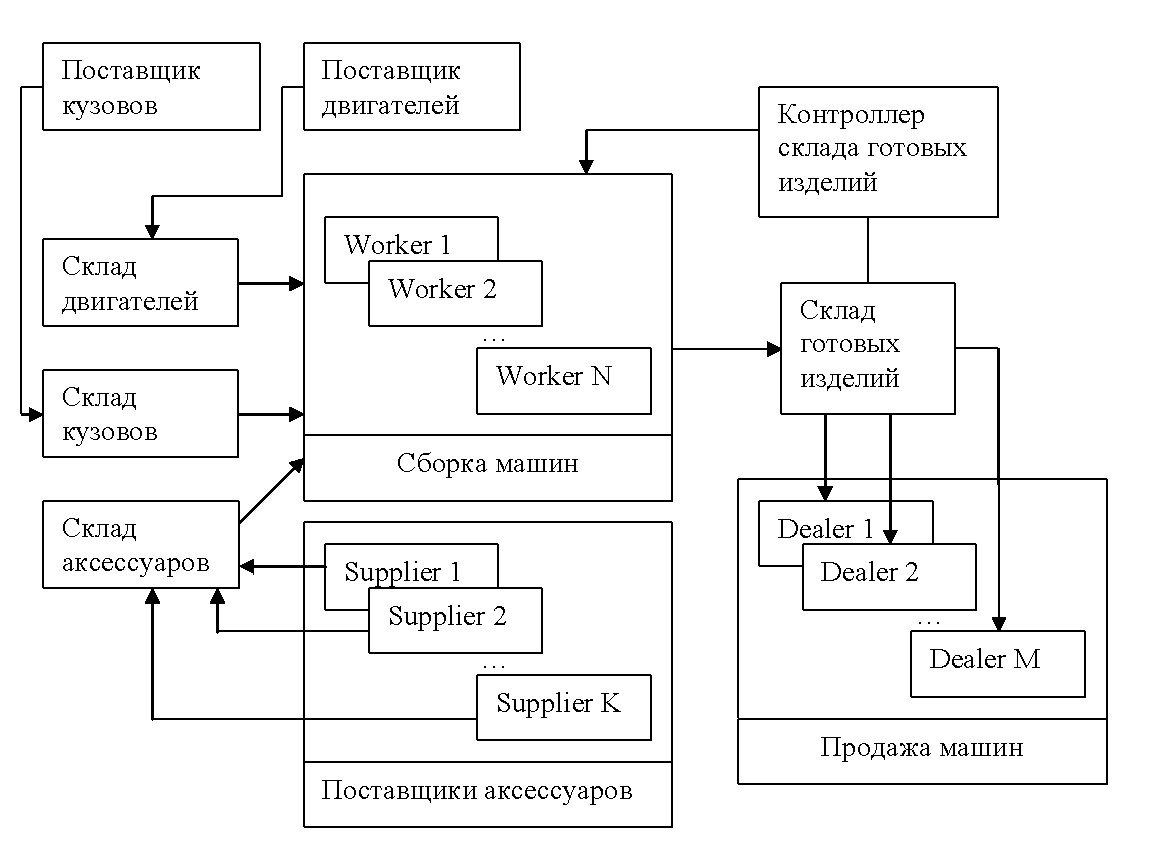 Поставщик
кузовов
Поставщик
двигателей
Контроллер
склада готовых
изделий
Склад
двигателей
Worker 1
Worker 2
...
Worker N
Склад
готовых
изделий
Склад
кузовов
Сборка машин
Склад
аксессуаров
Supplier 1
Supplier 2
...
Supplier K
Поставщики аксессуаров
Dealer 1
Dealer 2
...
Dealer M
Продажа машин